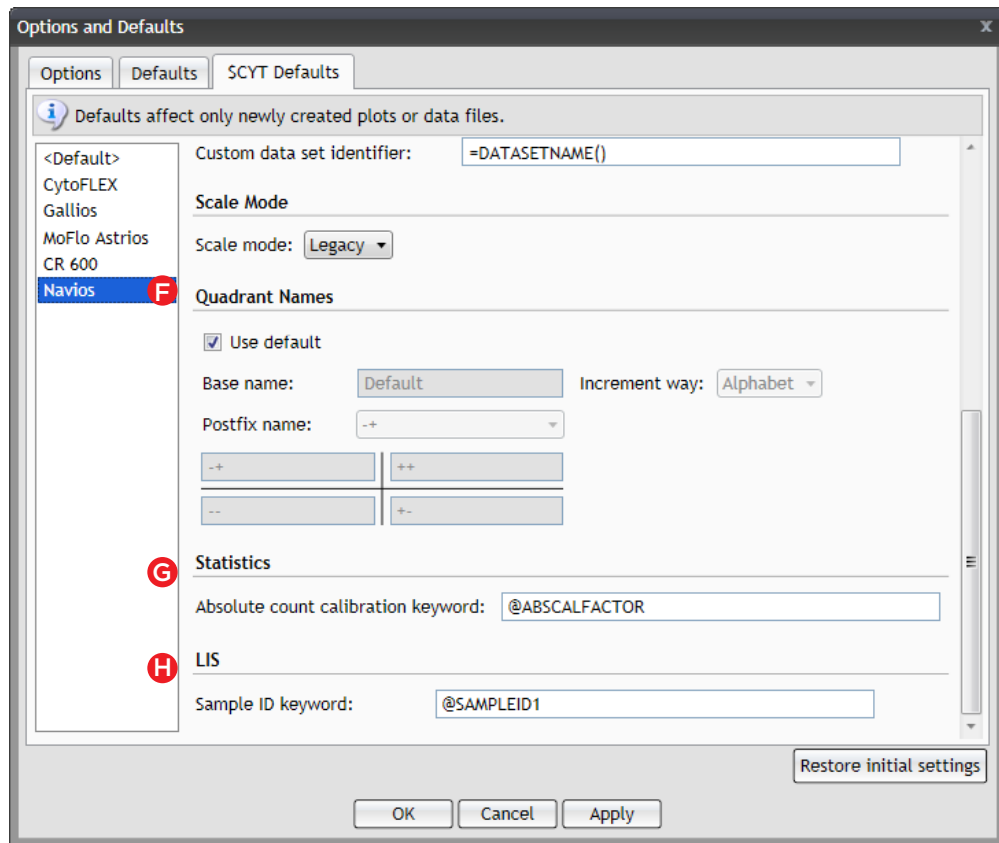 Options and Defaults x
Options Defaults SCYT Defaults
i Defaults affect only newly created plots or data files.
<Default>
CytoFLEX
Gallios
MoFlo Astrios
CR 600
Navios
Custom data set identifier: =DATASETNAME()
Scale Mode
Scale mode: Legacy
F Quadrant Names
Use default
Base name: Default Increment way: Alphabet
Postfix name: -+
-+ ++
-- +-
G Statistics
Absolute count calibration keyword: @ABSCALFACTOR
H LIS
Sample ID keyword: @SAMPLEID1
Restore initial settings
OK Cancel Apply